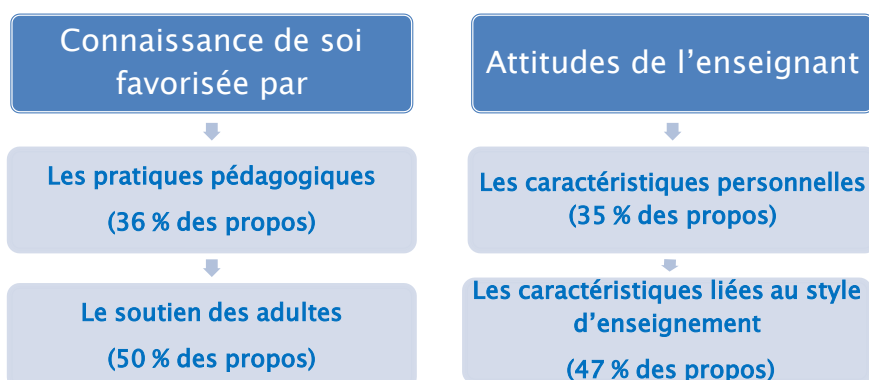 Connaissance de soi
favorisée par
Les pratiques pédagogiques
(36 % des propos)
Le soutien des adultes
(50 % des propos)
Attitudes de l’enseignant
Les caractéristiques personnelles
(35 % des propos)
Les caractéristiques liées au style
d’enseignement
(47 % des propos)